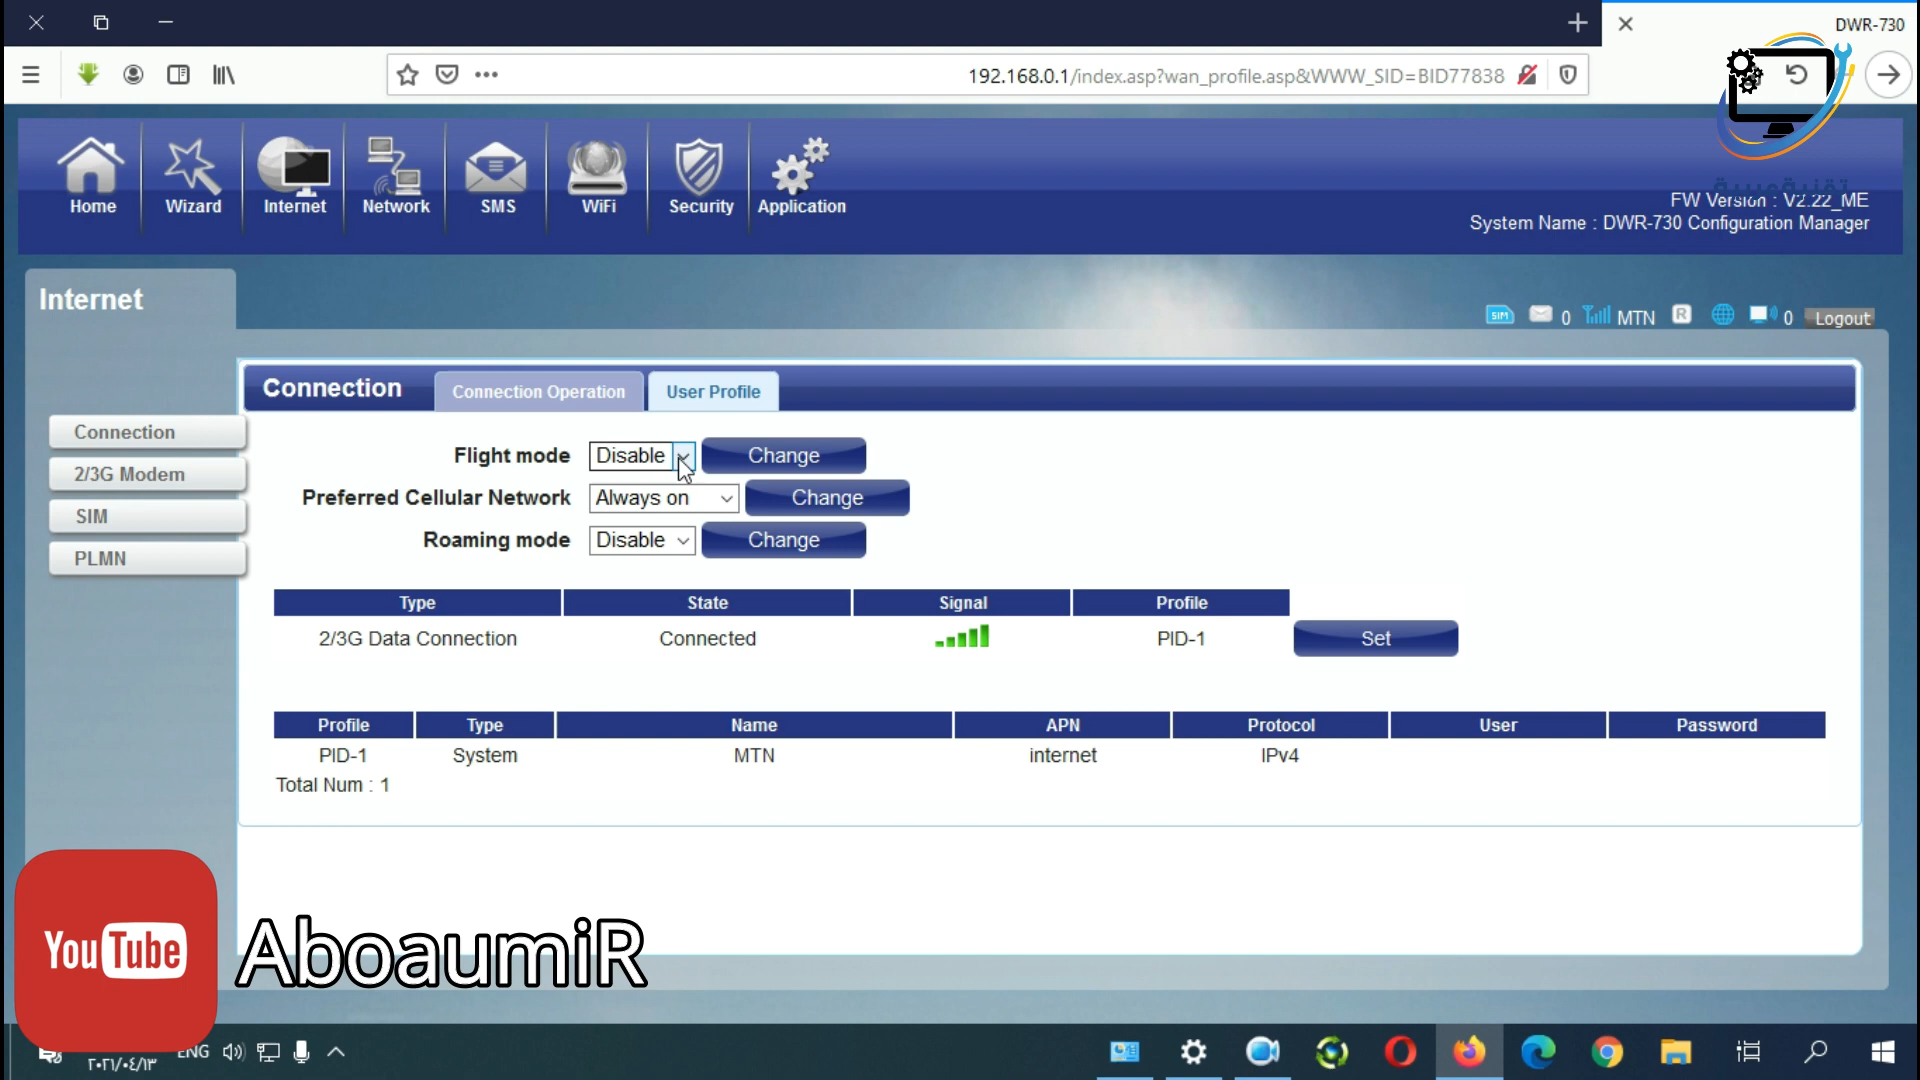 DWR-730
192.168.0.1/index.asp?wan_profile.asp&WWW_SID=BID77838
Home
Wizard
Internet
Network
SMS
WiFi
Security
Application
FW Version : V2.22_ME
System Name : DWR-730 Configuration Manager
Internet
SIM
0
MTN
R
0
Logout
Connection
Connection Operation
User Profile
Connection
2/3G Modem
SIM
PLMN
Flight mode
Disable
Change
Preferred Cellular Network
Always on
Change
Roaming mode
Disable
Change
Type State Signal Profile
2/3G Data Connection Connected PID-1 Set
Profile Type Name APN Protocol User Password
PID-1 System MTN internet IPv4
Total Num : 1
YouTube
AboaumiR
ENG
٢٠٢١/٠٤/١٣